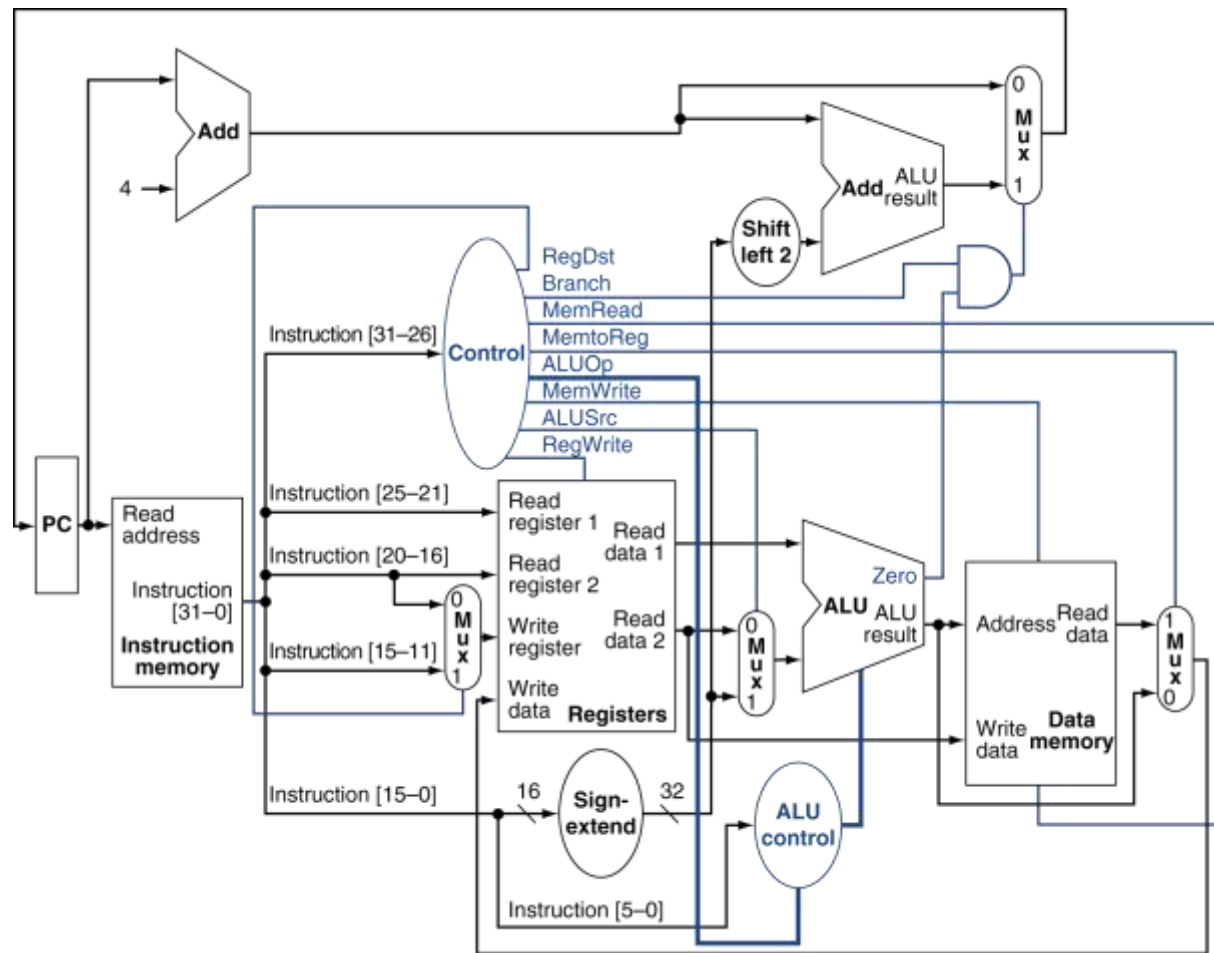 Add
4
0
M
u
x
1
Add
ALU
result
Shift
left 2
RegDst
Branch
MemRead
MemtoReg
ALUOp
MemWrite
ALUSrc
RegWrite
Control
Instruction [31–26]
PC
Read
address
Instruction
[31–0]
Instruction
memory
Instruction [25–21]
Instruction [20–16]
Instruction [15–11]
0
M
u
x
1
Read
register 1
Read
register 2
Write
register
Write
data
Read
data 1
Read
data 2
Registers
0
M
u
x
1
Zero
ALU
ALU
result
Address
Read
data
Write
data
Data
memory
1
M
u
x
0
Instruction [15–0]
16
Sign-
extend
32
ALU
control
Instruction [5–0]